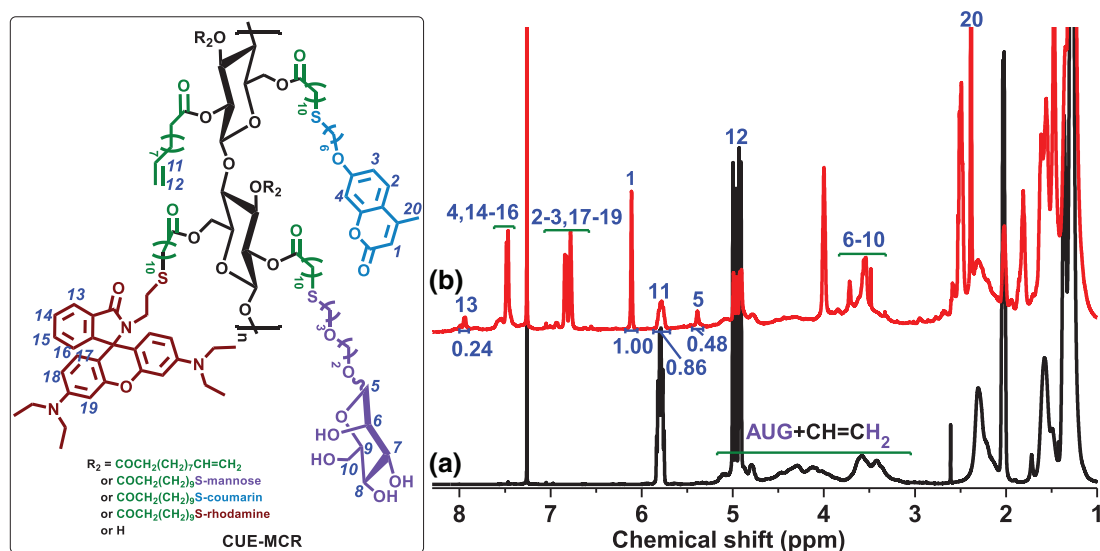 R2O
O
O
O
O
10
S
6
O
3
2
4
20
1
O
O
O
O
7
11
12
O
OR2
O
O
10
S
O
O
O
10
S
3
O
2
O
5
O
n
13
14
15
16
17
18
19
O
N
N
O
N
O
HO
6
7
9
HO
10
8
OH
OH
R2 = COCH2(CH2)7CH=CH2
or COCH2(CH2)9S-mannose
or COCH2(CH2)9S-coumarin
or COCH2(CH2)9S-rhodamine
or H
CUE-MCR
20
12
1
4,14-16
2-3,17-19
6-10
(b)
13
11
5
0.24
1.00
0.86
0.48
AUG+CH=CH2
(a)
8 7 6 5 4 3 2 1
Chemical shift (ppm)